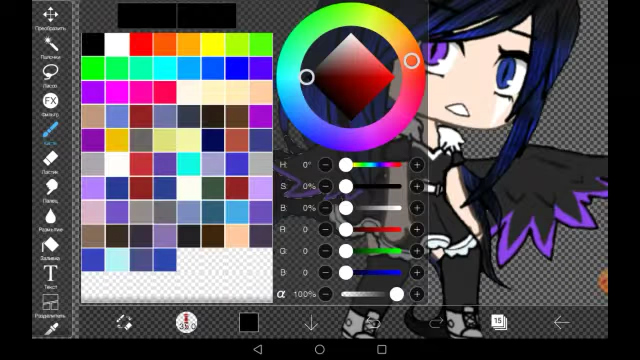 Преобразить
Палочка
Лассо
FX
Фильтр
Кисть
Ластик
Палец
Размытие
Заливка
T
Текст
Разделить
H: 0°
S: 0%
B: 0%
R: 0
G: 0
B: 0
α 100%
15